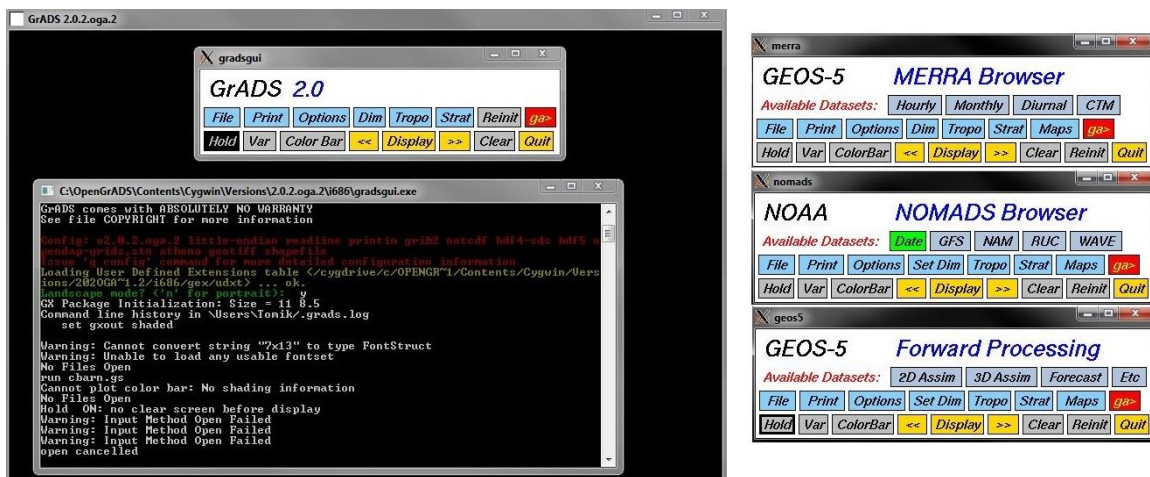 GrADS 2.0.2.oga.2
gradsgui
GrADS 2.0
File Print Options Dim Tropo Strat Reinit ga>
Hold Var Color Bar << Display >> Clear Quit
C:\OpenGrADS\Contents\Cygwin\Versions\2.0.2.oga.2\i686\gradsgui.exe
GrADS comes with ABSOLUTELY NO WARRANTY
See file COPYRIGHT for more information
Config: v2.0.2.oga.2 little-endian readline printim grib2 netcdf hdf4-sds hdf5 o
pendap-grids,stn athena geotiff shapefile
Issue 'q config' command for more detailed configuration information
Loading User Defined Extensions table </cygdrive/c/OPENGR~1/Contents/Cygwin/Vers
ions/202OGA~1.2/i686/gex/udxt> ... ok.
Landscape mode? ('n' for portrait): y
GX Package Initialization: Size = 11 8.5
Command line history in \Users\Tomik/.grads.log
set gxout shaded
Warning: Cannot convert string "7x13" to type FontStruct
Warning: Unable to load any usable fontset
No Files Open
run cbarn.gs
Cannot plot color bar: No shading information
No Files Open
Hold ON: no clear screen before display
Warning: Input Method Open Failed
Warning: Input Method Open Failed
Warning: Input Method Open Failed
open cancelled
merra
GEOS-5 MERRA Browser
Available Datasets: Hourly Monthly Diurnal CTM
File Print Options Dim Tropo Strat Maps ga>
Hold Var ColorBar << Display >> Clear Reinit Quit
nomads
NOAA NOMADS Browser
Available Datasets: Date GFS NAM RUC WAVE
File Print Options Set Dim Tropo Strat Maps ga>
Hold Var ColorBar << Display >> Clear Reinit Quit
geos5
GEOS-5 Forward Processing
Available Datasets: 2D Assim 3D Assim Forecast Etc
File Print Options Set Dim Tropo Strat Maps ga>
Hold Var ColorBar << Display >> Clear Reinit Quit